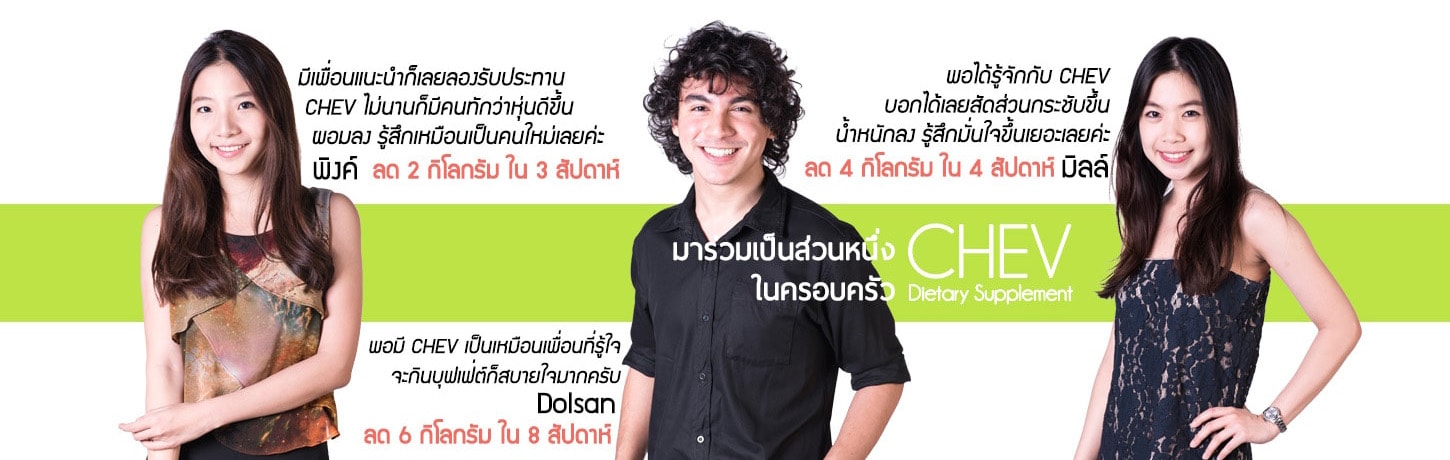 มีเพื่อนแนะนำก็เลยลองรับประทาน
CHEV ไม่นานก็มีคนทักว่าหุ่นดีขึ้น
ผอมลง รู้สึกเหมือนเป็นคนใหม่เลยค่ะ
พิงค์ ลด 2 กิโลกรัม ใน 3 สัปดาห์
พอได้รู้จักกับ CHEV
บอกได้เลยสัดส่วนกระชับขึ้น
น้ำหนักลง รู้สึกมั่นใจขึ้นเยอะเลยค่ะ
ลด 4 กิโลกรัม ใน 4 สัปดาห์ มิลล์
มารวมเป็นส่วนหนึ่ง
ในครอบครัว
CHEV
Dietary Supplement
พอมี CHEV เป็นเหมือนเพื่อนที่รู้ใจ
จะกินบุฟเฟ่ต์ก็สบายใจมากครับ
Dolsan
ลด 6 กิโลกรัม ใน 8 สัปดาห์